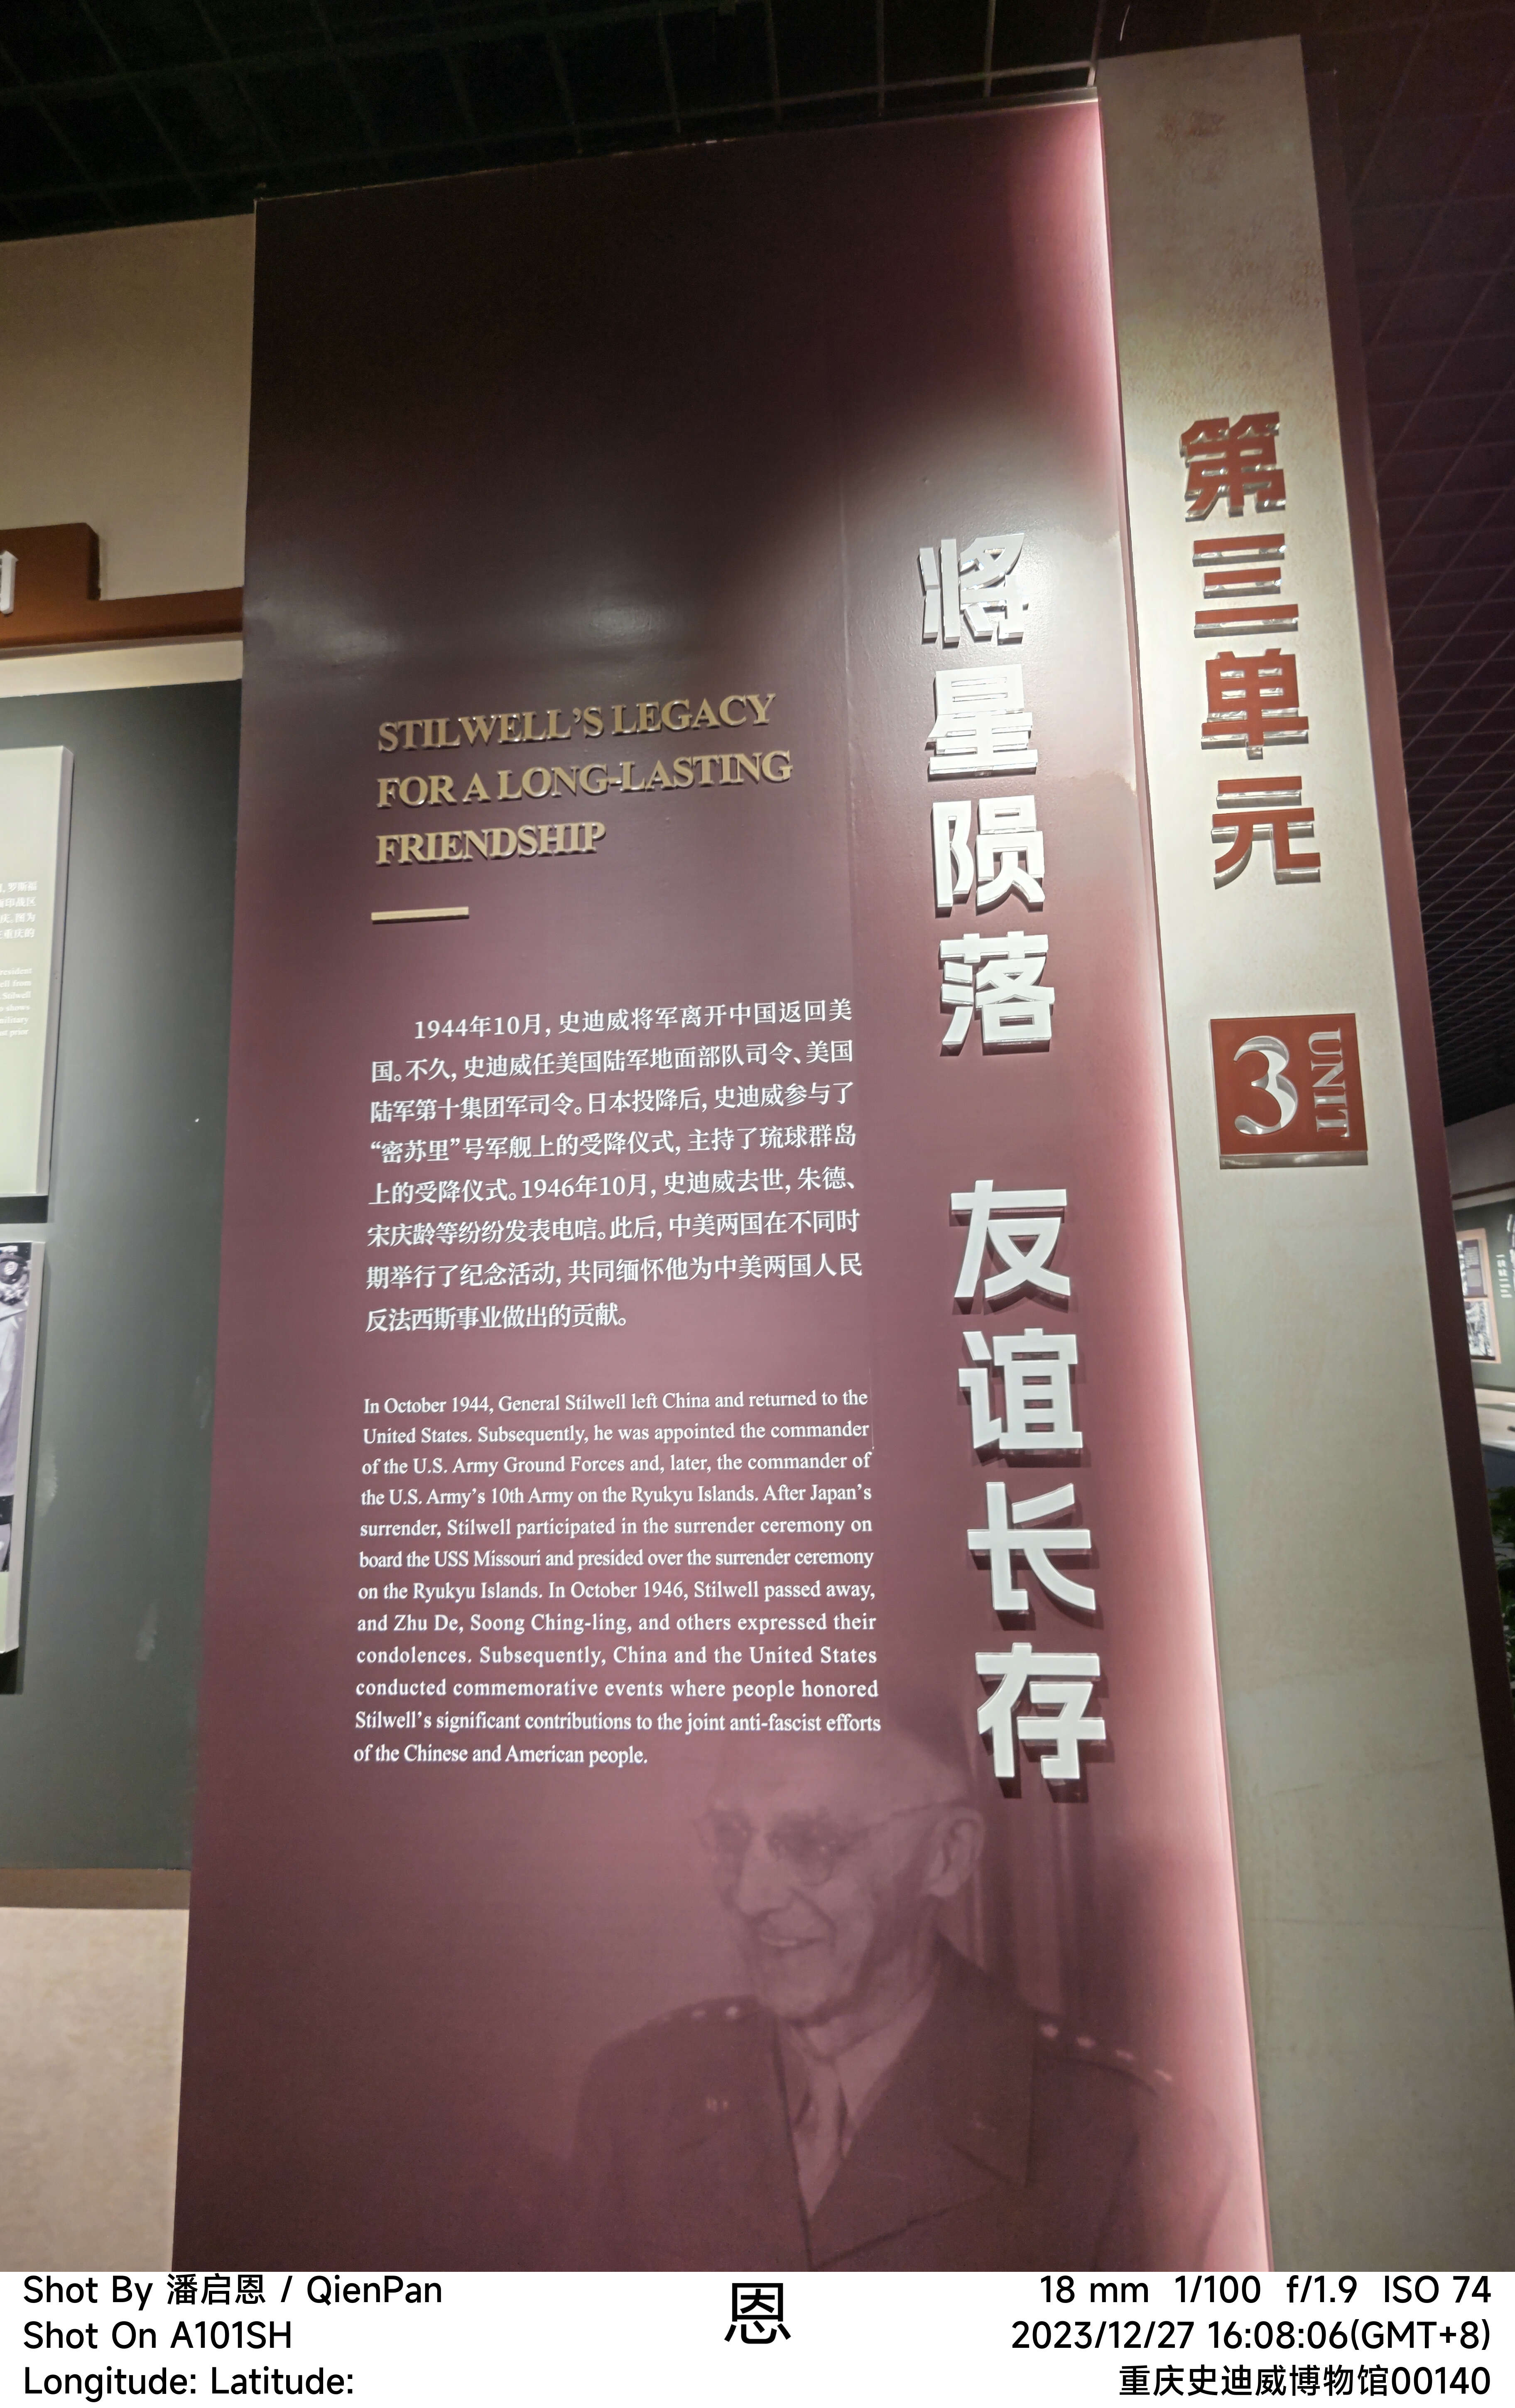 第三单元
3 UNIT
将星陨落 友谊长存
STILWELL'S LEGACY
FOR A LONG-LASTING
FRIENDSHIP
1944年10月，史迪威将军离开中国返回美
国。不久，史迪威任美国陆军地面部队司令、美国
陆军第十集团军司令。日本投降后，史迪威参与了
“密苏里”号军舰上的受降仪式，主持了琉球群岛
上的受降仪式。1946年10月，史迪威去世，朱德、
宋庆龄等纷纷发表电唁。此后，中美两国在不同时
期举行了纪念活动，共同缅怀他为中美两国人民
反法西斯事业做出的贡献。
In October 1944, General Stilwell left China and returned to the
United States. Subsequently, he was appointed the commander
of the U.S. Army Ground Forces and, later, the commander of
the U.S. Army's 10th Army on the Ryukyu Islands. After Japan's
surrender, Stilwell participated in the surrender ceremony on
board the USS Missouri and presided over the surrender ceremony
on the Ryukyu Islands. In October 1946, Stilwell passed away,
and Zhu De, Soong Ching-ling, and others expressed their
condolences. Subsequently, China and the United States
conducted commemorative events where people honored
Stilwell's significant contributions to the joint anti-fascist efforts
of the Chinese and American people.
Shot By 潘启恩 / QienPan
Shot On A101SH
Longitude: Latitude:
恩
18 mm 1/100 f/1.9 ISO 74
2023/12/27 16:08:06(GMT+8)
重庆史迪威博物馆00140